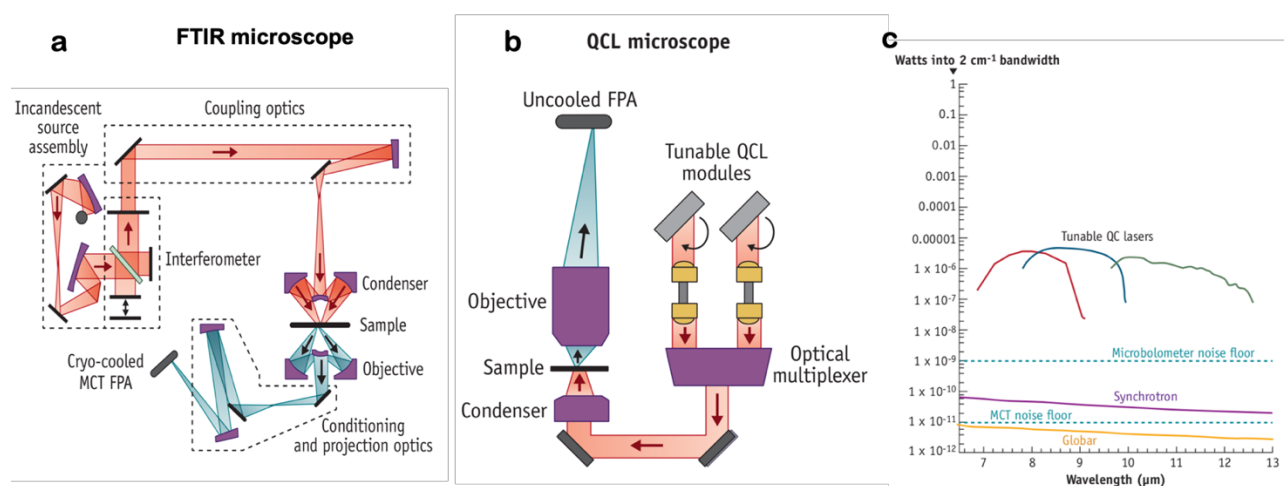 a
FTIR microscope
Incandescent
source
assembly
Coupling optics
Interferometer
Condenser
Sample
Objective
Cryo-cooled
MCT FPA
Conditioning
and projection optics
b
QCL microscope
Uncooled FPA
Tunable QCL
modules
Objective
Sample
Condenser
Optical
multiplexer
c
Watts into 2 cm⁻¹ bandwidth
1
0.1
0.01
0.001
0.0001
0.00001
1 x 10⁻⁶
1 x 10⁻⁷
1 x 10⁻⁸
1 x 10⁻⁹
1 x 10⁻¹⁰
1 x 10⁻¹¹
1 x 10⁻¹²
Tunable QC lasers
Microbolometer noise floor
Synchrotron
MCT noise floor
Globar
7 8 9 10 11 12 13
Wavelength (µm)